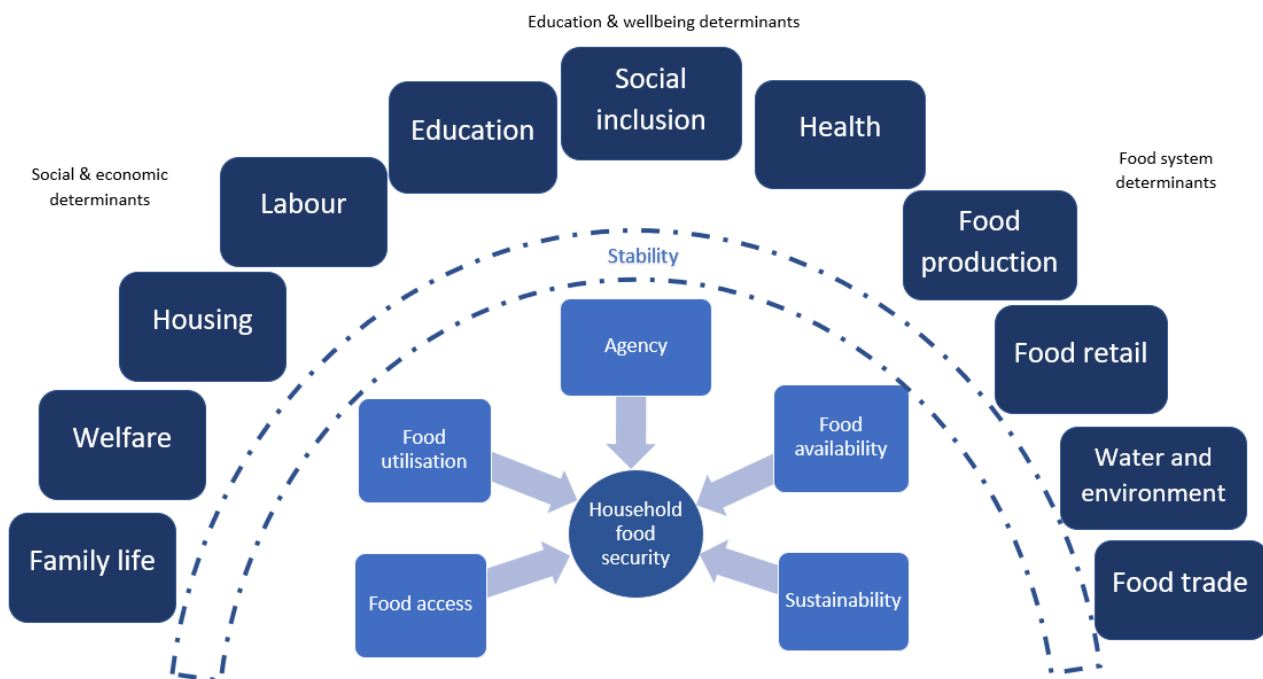 Education & wellbeing determinants
Social & economic
determinants
Food system
determinants
Family life
Welfare
Housing
Labour
Education
Social
inclusion
Health
Food
production
Food retail
Water and
environment
Food trade
Stability
Agency
Food
utilisation
Food
availability
Food access
Sustainability
Household
food
security